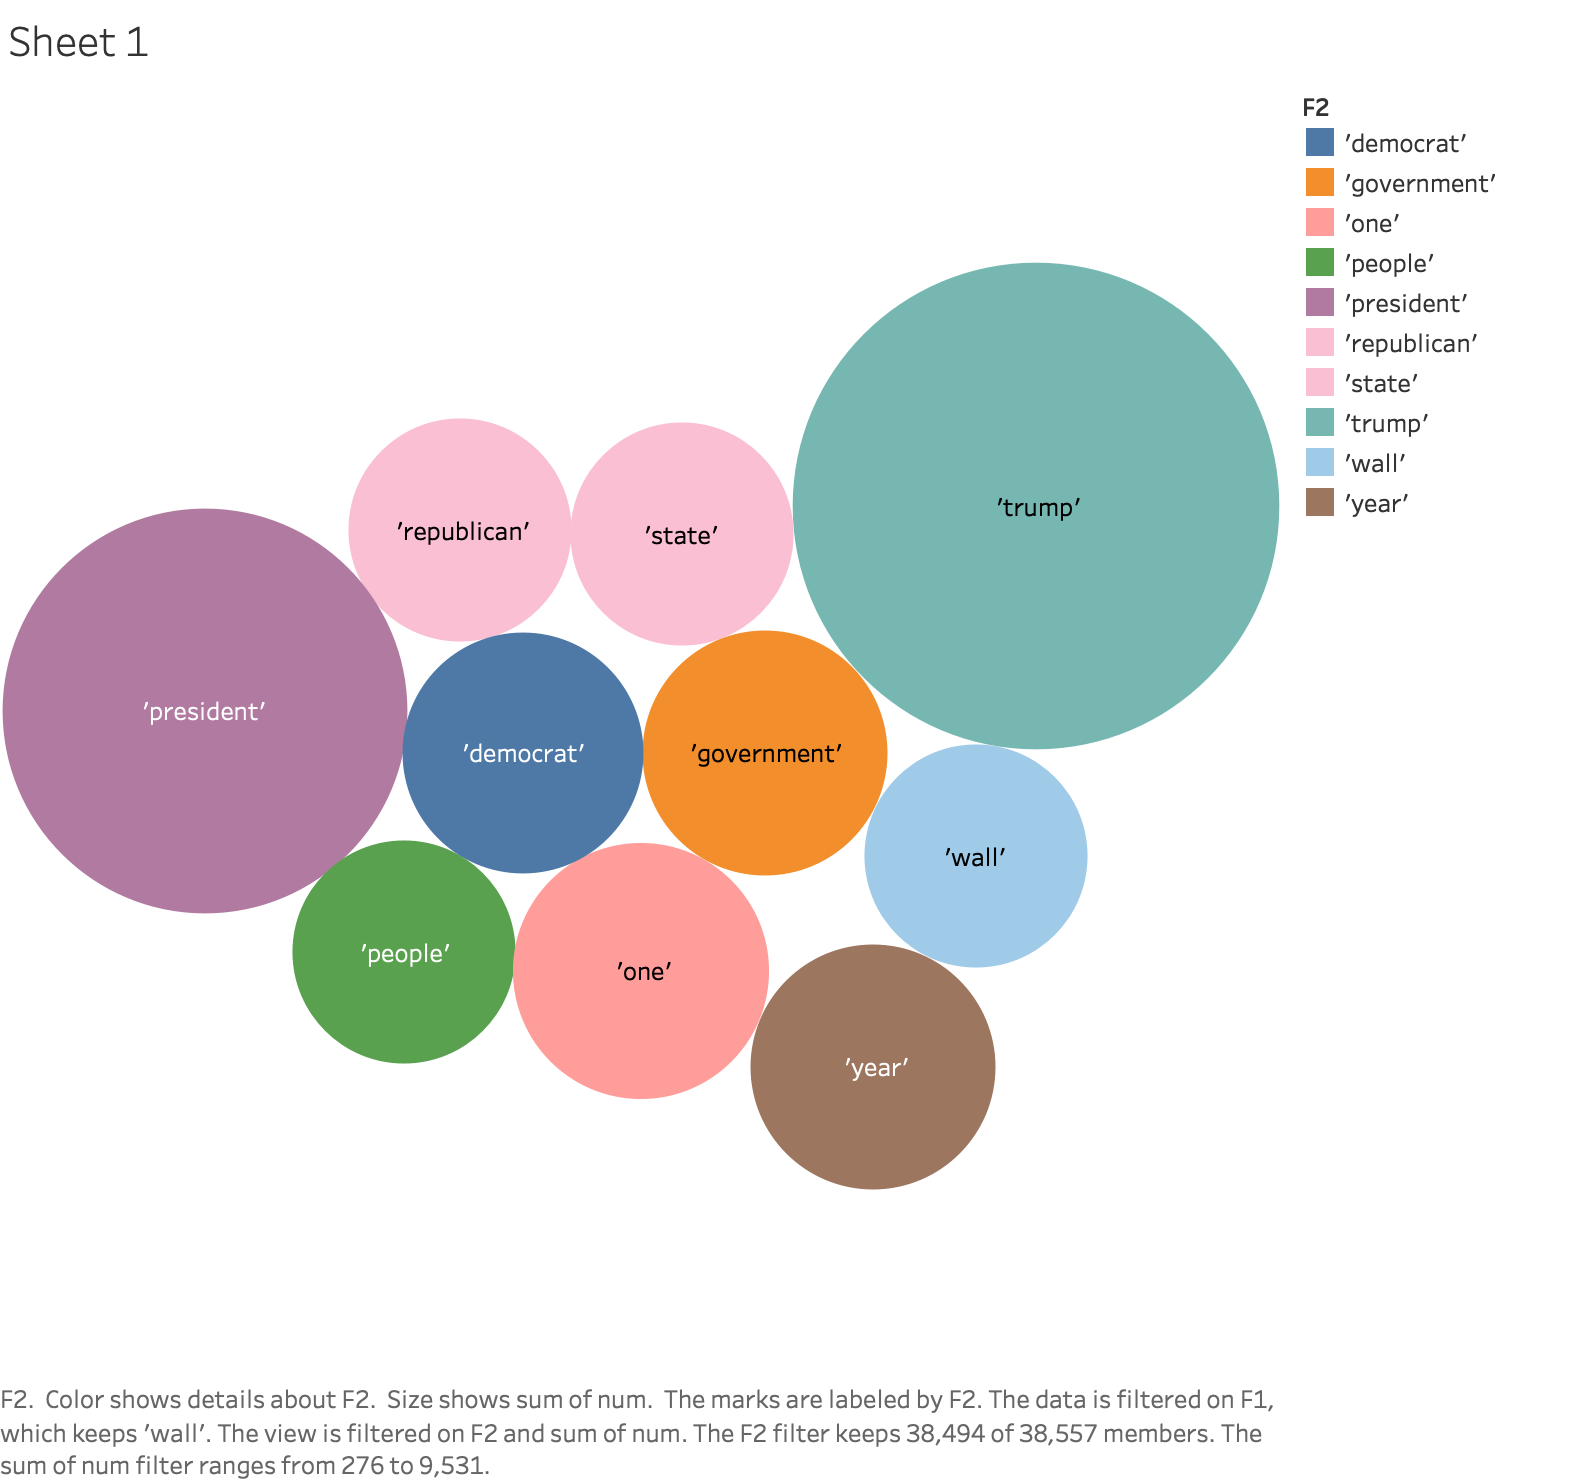 Sheet 1
F2
'democrat'
'government'
'one'
'people'
'president'
'republican'
'state'
'trump'
'wall'
'year'
'trump'
'republican'
'state'
'president'
'democrat'
'government'
'wall'
'people'
'one'
'year'
F2.  Color shows details about F2.  Size shows sum of num.  The marks are labeled by F2. The data is filtered on F1,
which keeps 'wall'. The view is filtered on F2 and sum of num. The F2 filter keeps 38,494 of 38,557 members. The
sum of num filter ranges from 276 to 9,531.